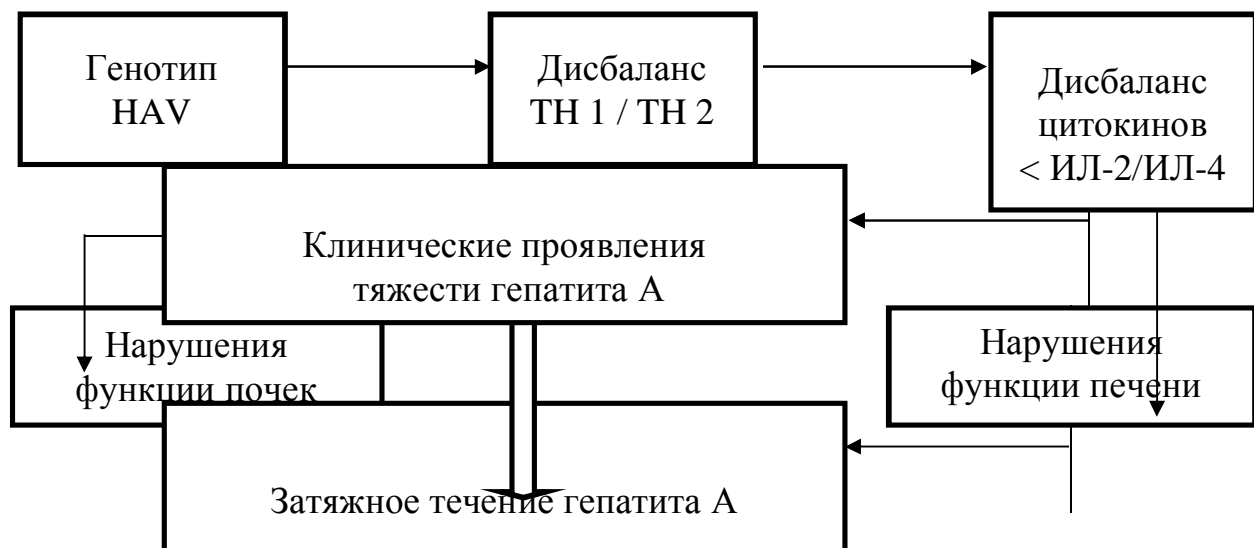 Генотип
HAV
Дисбаланс
ТН 1 / ТН 2
Дисбаланс
цитокинов
< ИЛ-2/ИЛ-4
Клинические проявления
тяжести гепатита А
Нарушения
функции почек
Нарушения
функции печени
Затяжное течение гепатита А